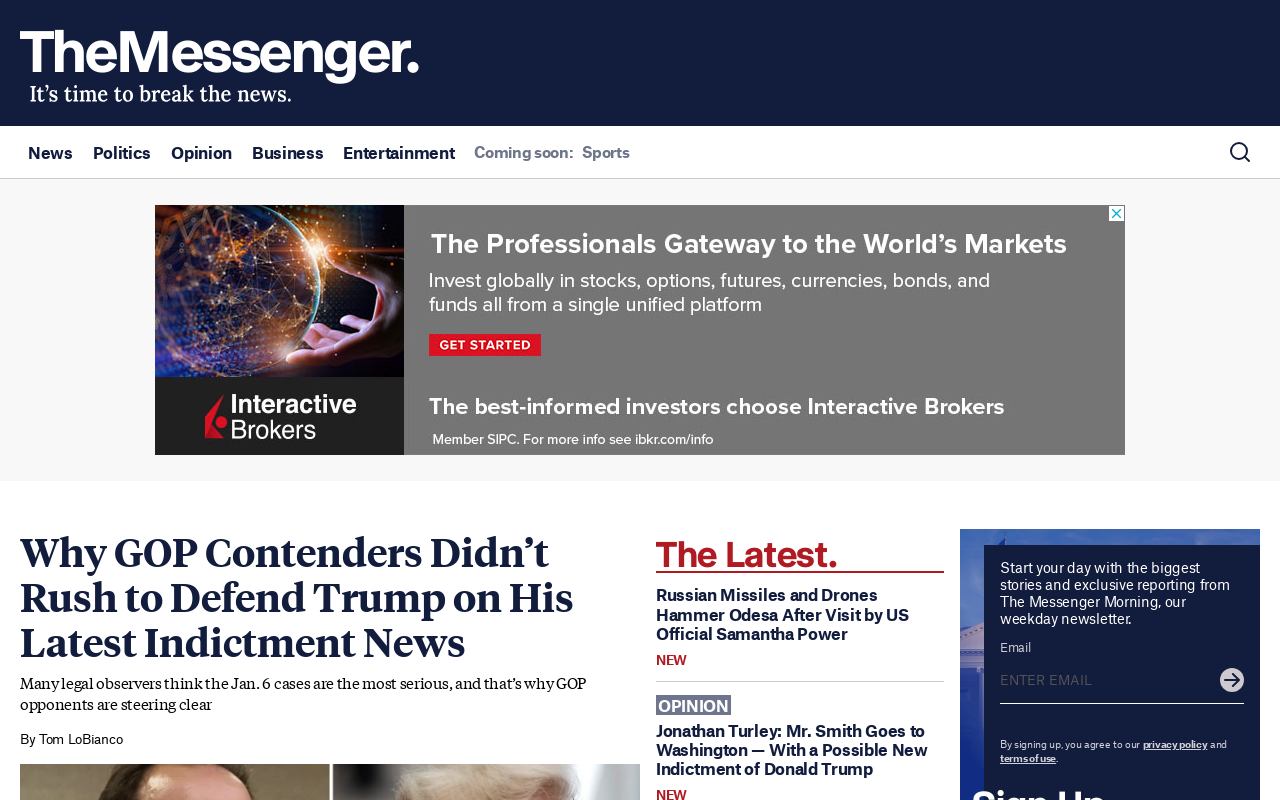 TheMessenger.
It's time to break the news.
News Politics Opinion Business Entertainment Coming soon: Sports
The Professionals Gateway to the World's Markets
Invest globally in stocks, options, futures, currencies, bonds, and
funds all from a single unified platform
GET STARTED
Interactive
Brokers
The best-informed investors choose Interactive Brokers
Member SIPC. For more info see ibkr.com/info
Why GOP Contenders Didn’t
Rush to Defend Trump on His
Latest Indictment News
Many legal observers think the Jan. 6 cases are the most serious, and that’s why GOP
opponents are steering clear
By Tom LoBianco
The Latest.
Russian Missiles and Drones
Hammer Odesa After Visit by US
Official Samantha Power
NEW
OPINION
Jonathan Turley: Mr. Smith Goes to
Washington — With a Possible New
Indictment of Donald Trump
NEW
Start your day with the biggest
stories and exclusive reporting from
The Messenger Morning, our
weekday newsletter.
Email
ENTER EMAIL
By signing up, you agree to our privacy policy and
terms of use.
Sign Up